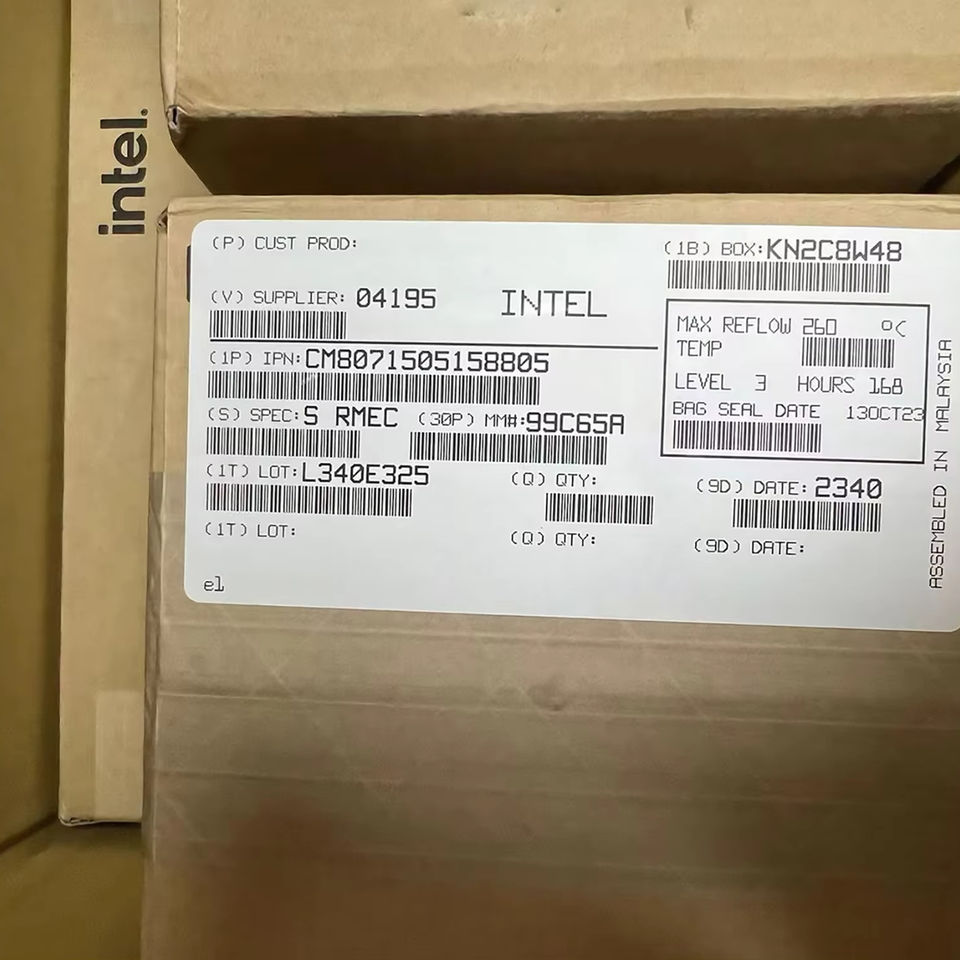 intel.
(P) CUST PROD:
(1B) BOX:KN2C8W48
(V) SUPPLIER: 04195
INTEL
MAX REFLOW 260 °C
TEMP
LEVEL 3 HOURS 168
BAG SEAL DATE 13OCT23
(1P) IPN:CM8071505158805
(S) SPEC:S RMEC (30P) MM#:99C65A
(1T) LOT:L340E325 (Q) QTY: (9D) DATE:2340
(1T) LOT: (Q) QTY: (9D) DATE:
e1
ASSEMBLED IN MALAYSIA